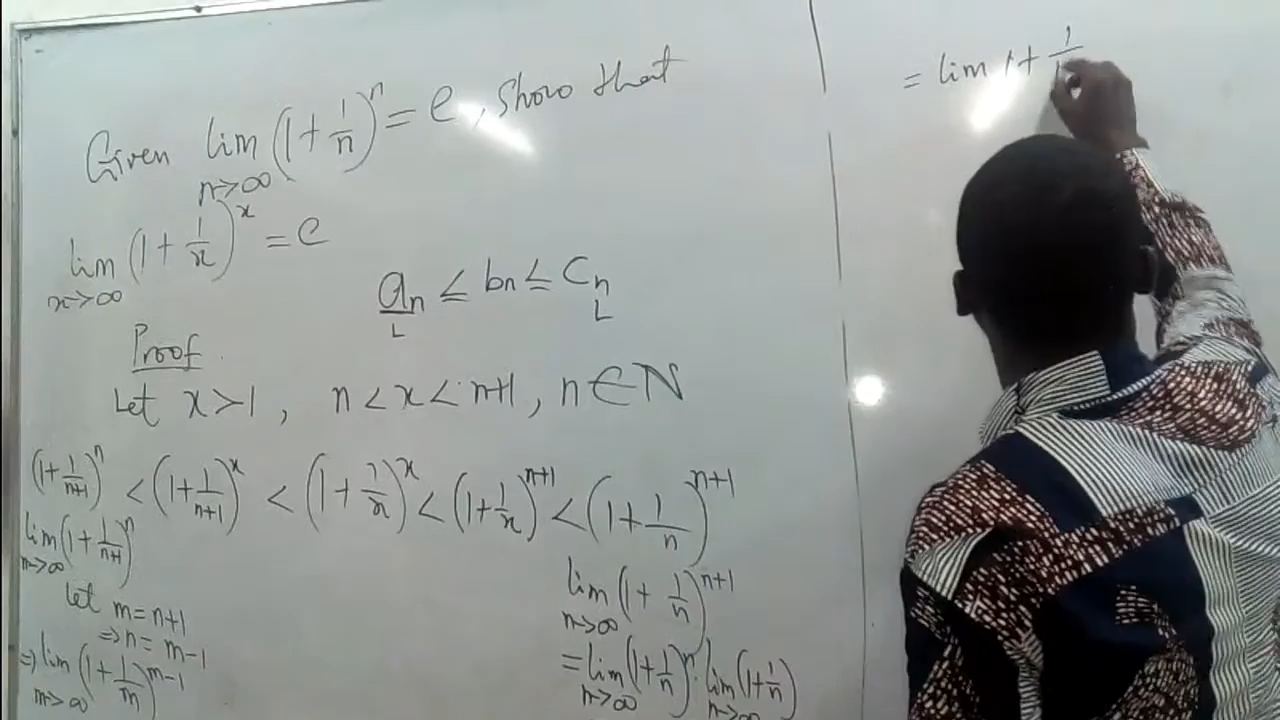 Given lim n→∞ (1 + 1/n)^n = e, show that
lim x→∞ (1 + 1/x)^x = e
a_n ≤ b_n ≤ c_n
L L
Proof.
Let x > 1, n < x < n+1, n ∈ N
(1 + 1/n+1)^n < (1 + 1/n+1)^x < (1 + 1/x)^x < (1 + 1/x)^n+1 < (1 + 1/n)^n+1
lim n→∞ (1 + 1/n+1)^n
let m = n+1
⇒ n = m-1
⇒ lim m→∞ (1 + 1/m)^m-1
lim n→∞ (1 + 1/n)^n+1
= lim n→∞ (1 + 1/n)^n . lim n→∞ (1 + 1/n)
= lim 1 + 1/